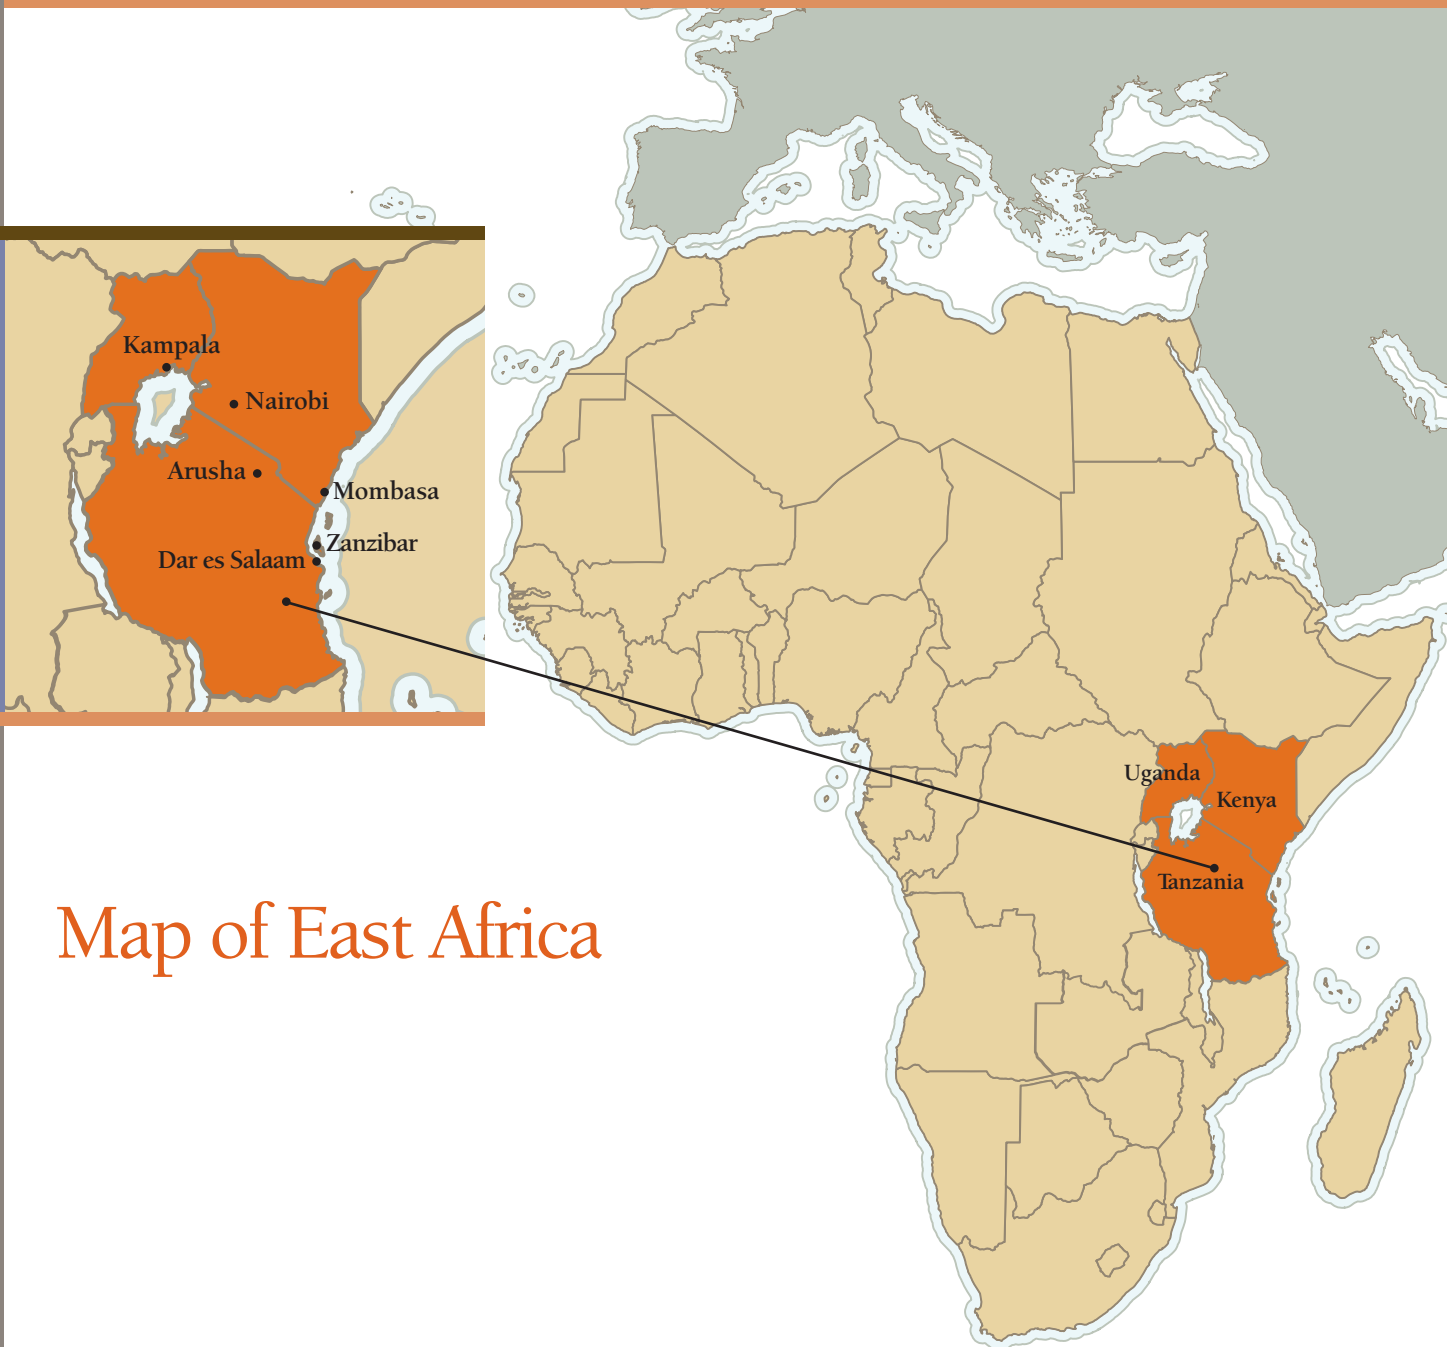 Kampala
Nairobi
Arusha
Mombasa
Zanzibar
Dar es Salaam
Uganda
Kenya
Tanzania
Map of East Africa